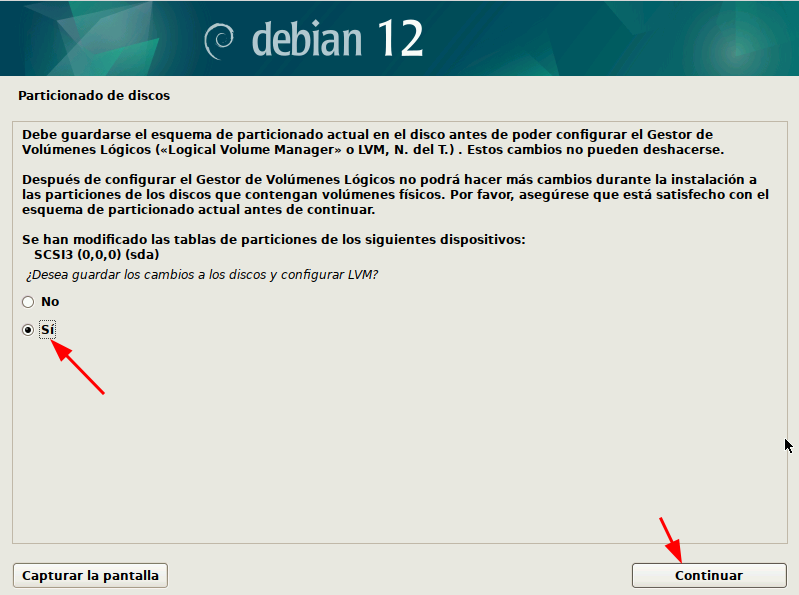 debian 12
Particionado de discos
Debe guardarse el esquema de particionado actual en el disco antes de poder configurar el Gestor de
Volúmenes Lógicos («Logical Volume Manager» o LVM, N. del T.) . Estos cambios no pueden deshacerse.
Después de configurar el Gestor de Volúmenes Lógicos no podrá hacer más cambios durante la instalación a
las particiones de los discos que contengan volúmenes físicos. Por favor, asegúrese que está satisfecho con el
esquema de particionado actual antes de continuar.
Se han modificado las tablas de particiones de los siguientes dispositivos:
SCSI3 (0,0,0) (sda)
¿Desea guardar los cambios a los discos y configurar LVM?
No
Sí
Capturar la pantalla
Continuar